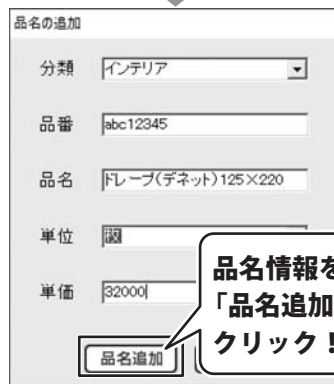 品名の追加
分類 インテリア
品番 abc12345
品名 ドレープ(デネット)125×220
単位
単価 32000
品名情報を
「品名追加
クリック!
品名追加